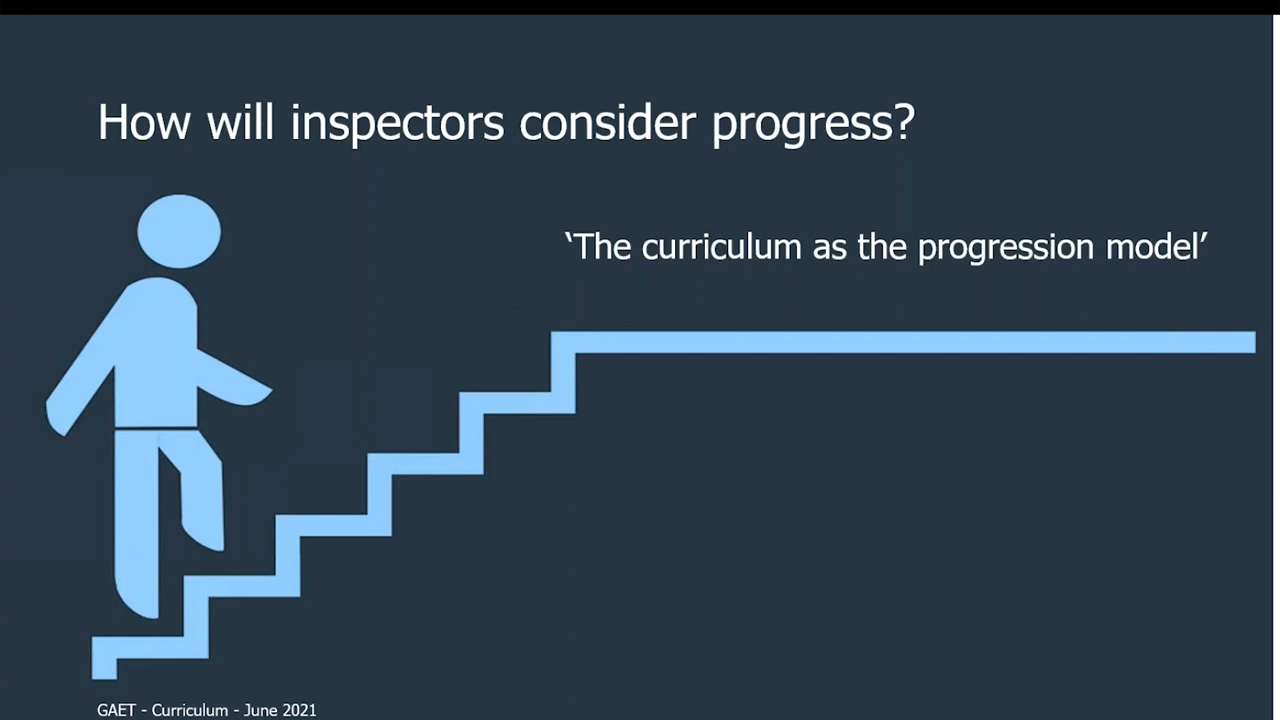 How will inspectors consider progress?
‘The curriculum as the progression model’
GAET - Curriculum - June 2021